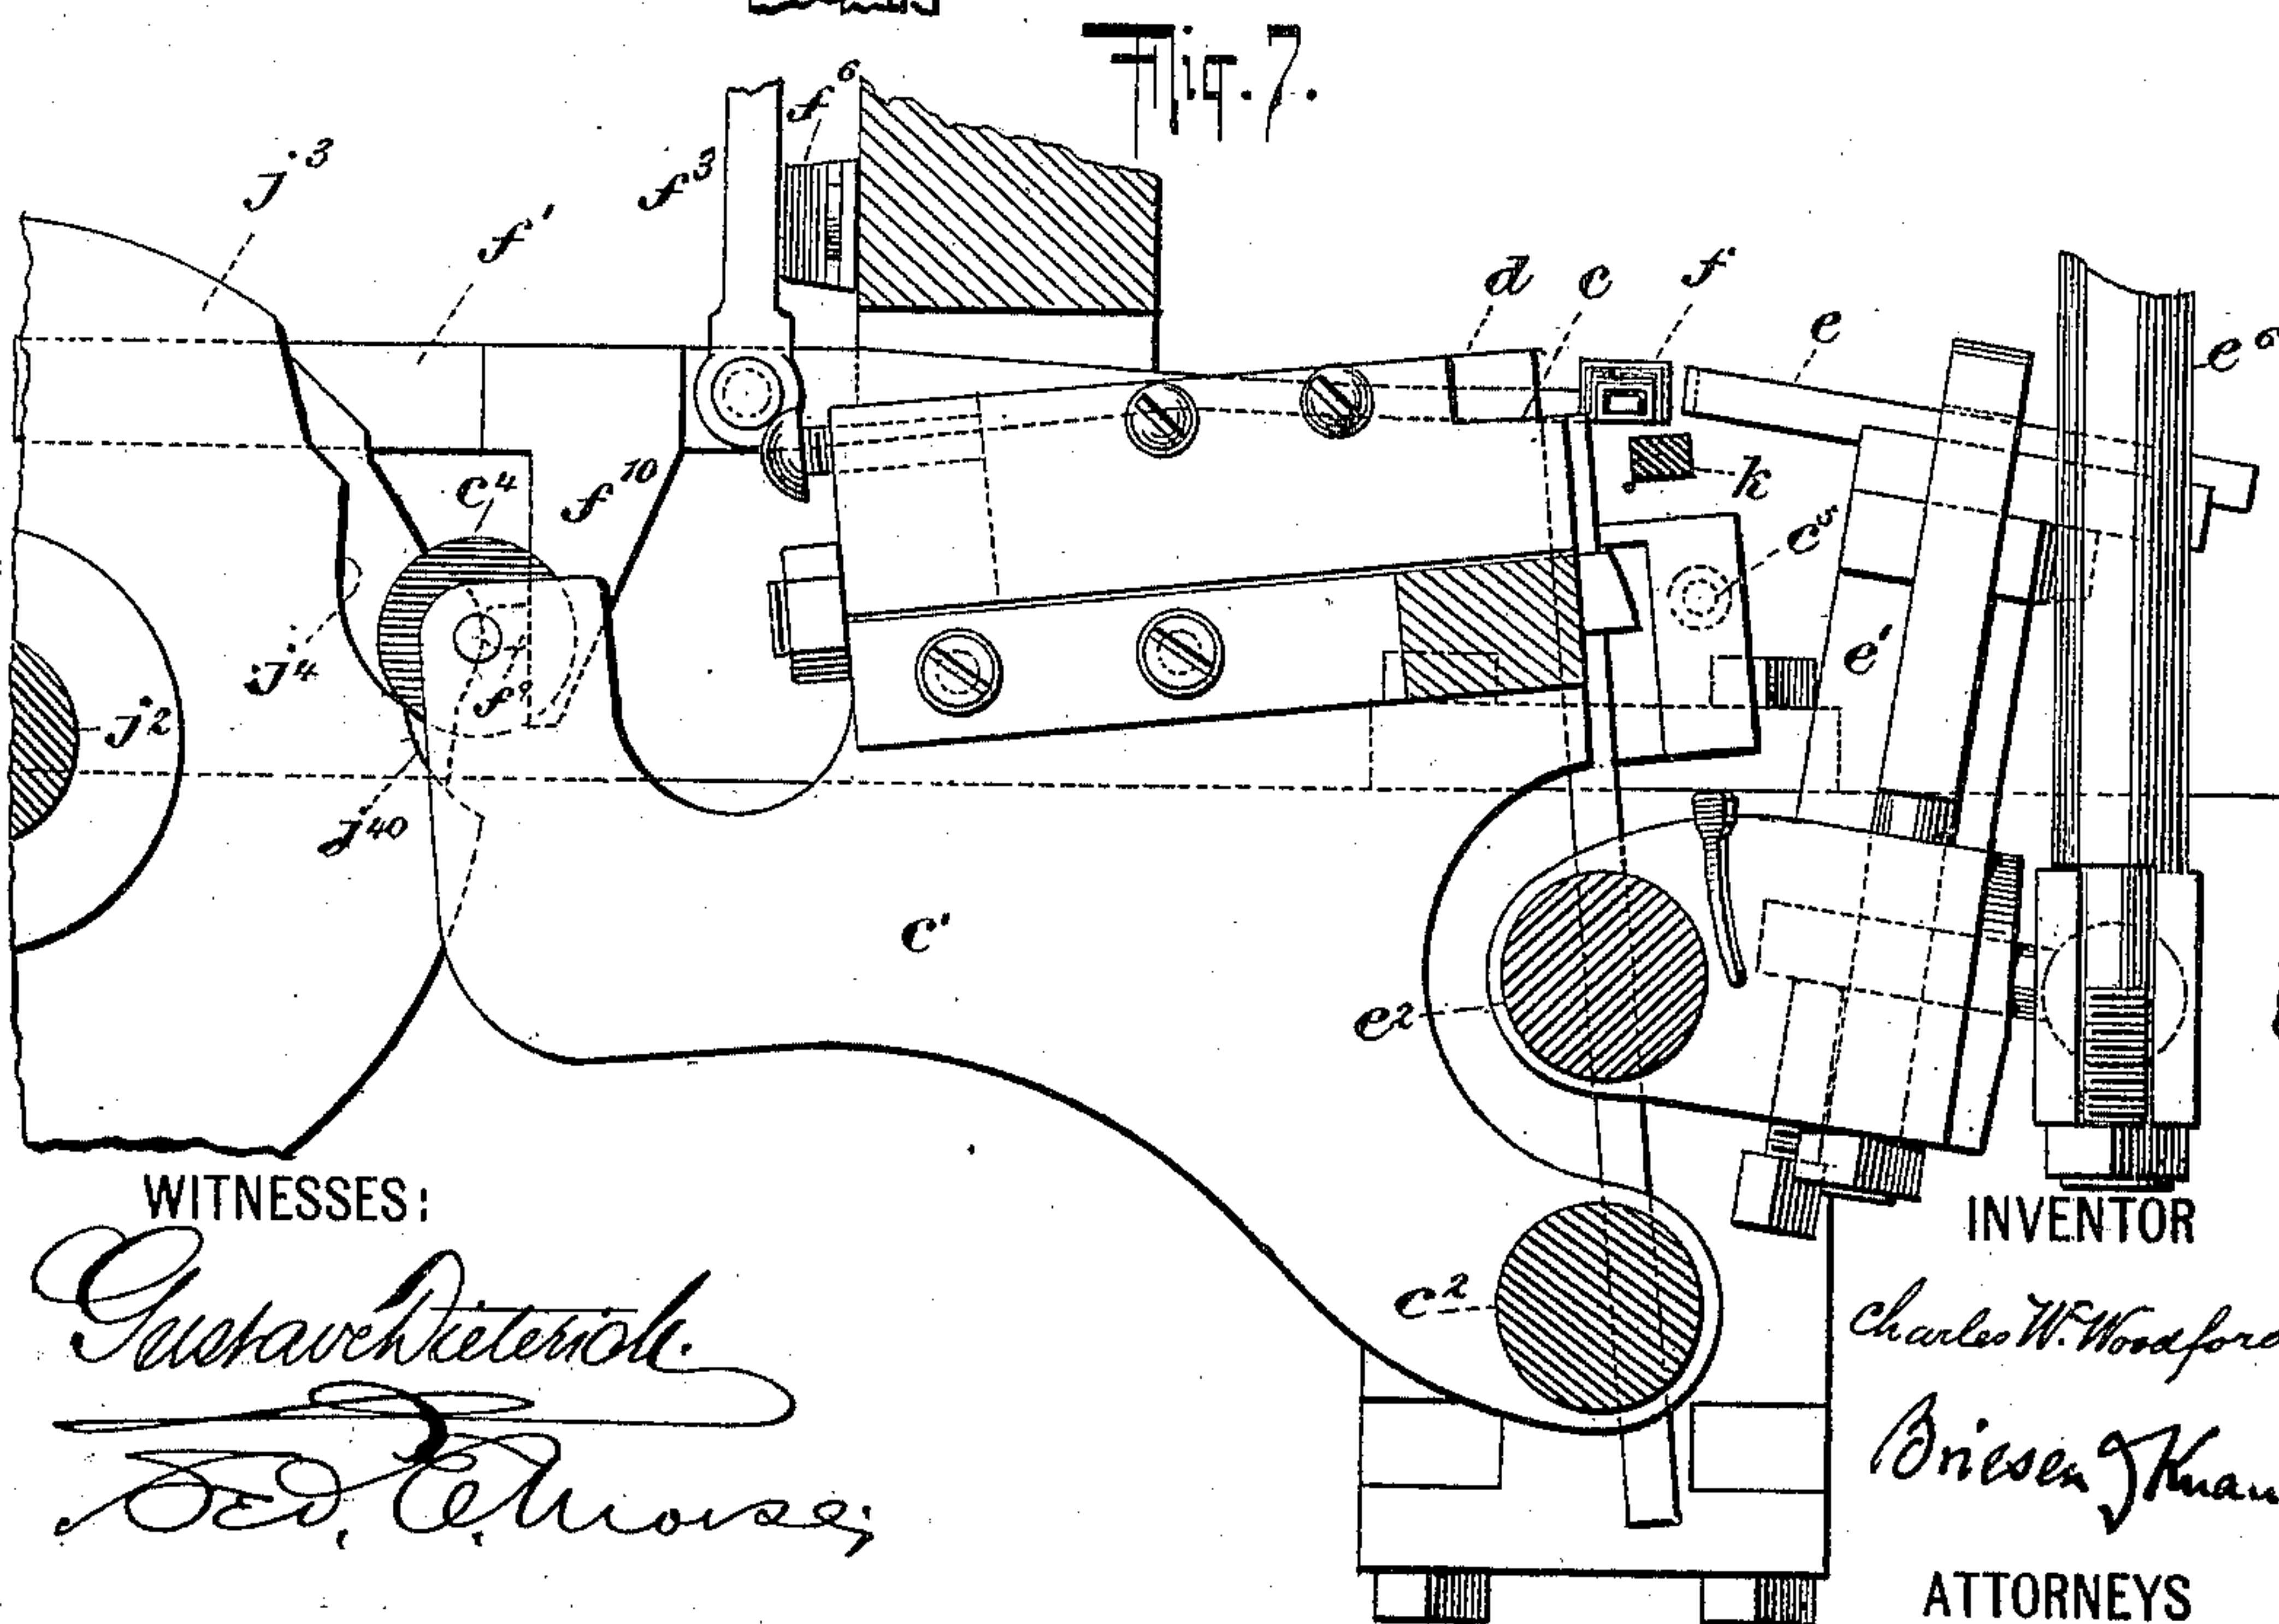 Fig. 7.
f⁶
j³
f'
f³
d
c
f
e
e⁶
k
c⁴
f¹⁰
c⁵
e'
j⁴
f⁹
j²
j⁴⁰
c'
e²
c²
WITNESSES:
INVENTOR
Gustave Dieterich.
Charles W. Woodford
Briesen & Knau
ATTORNEYS